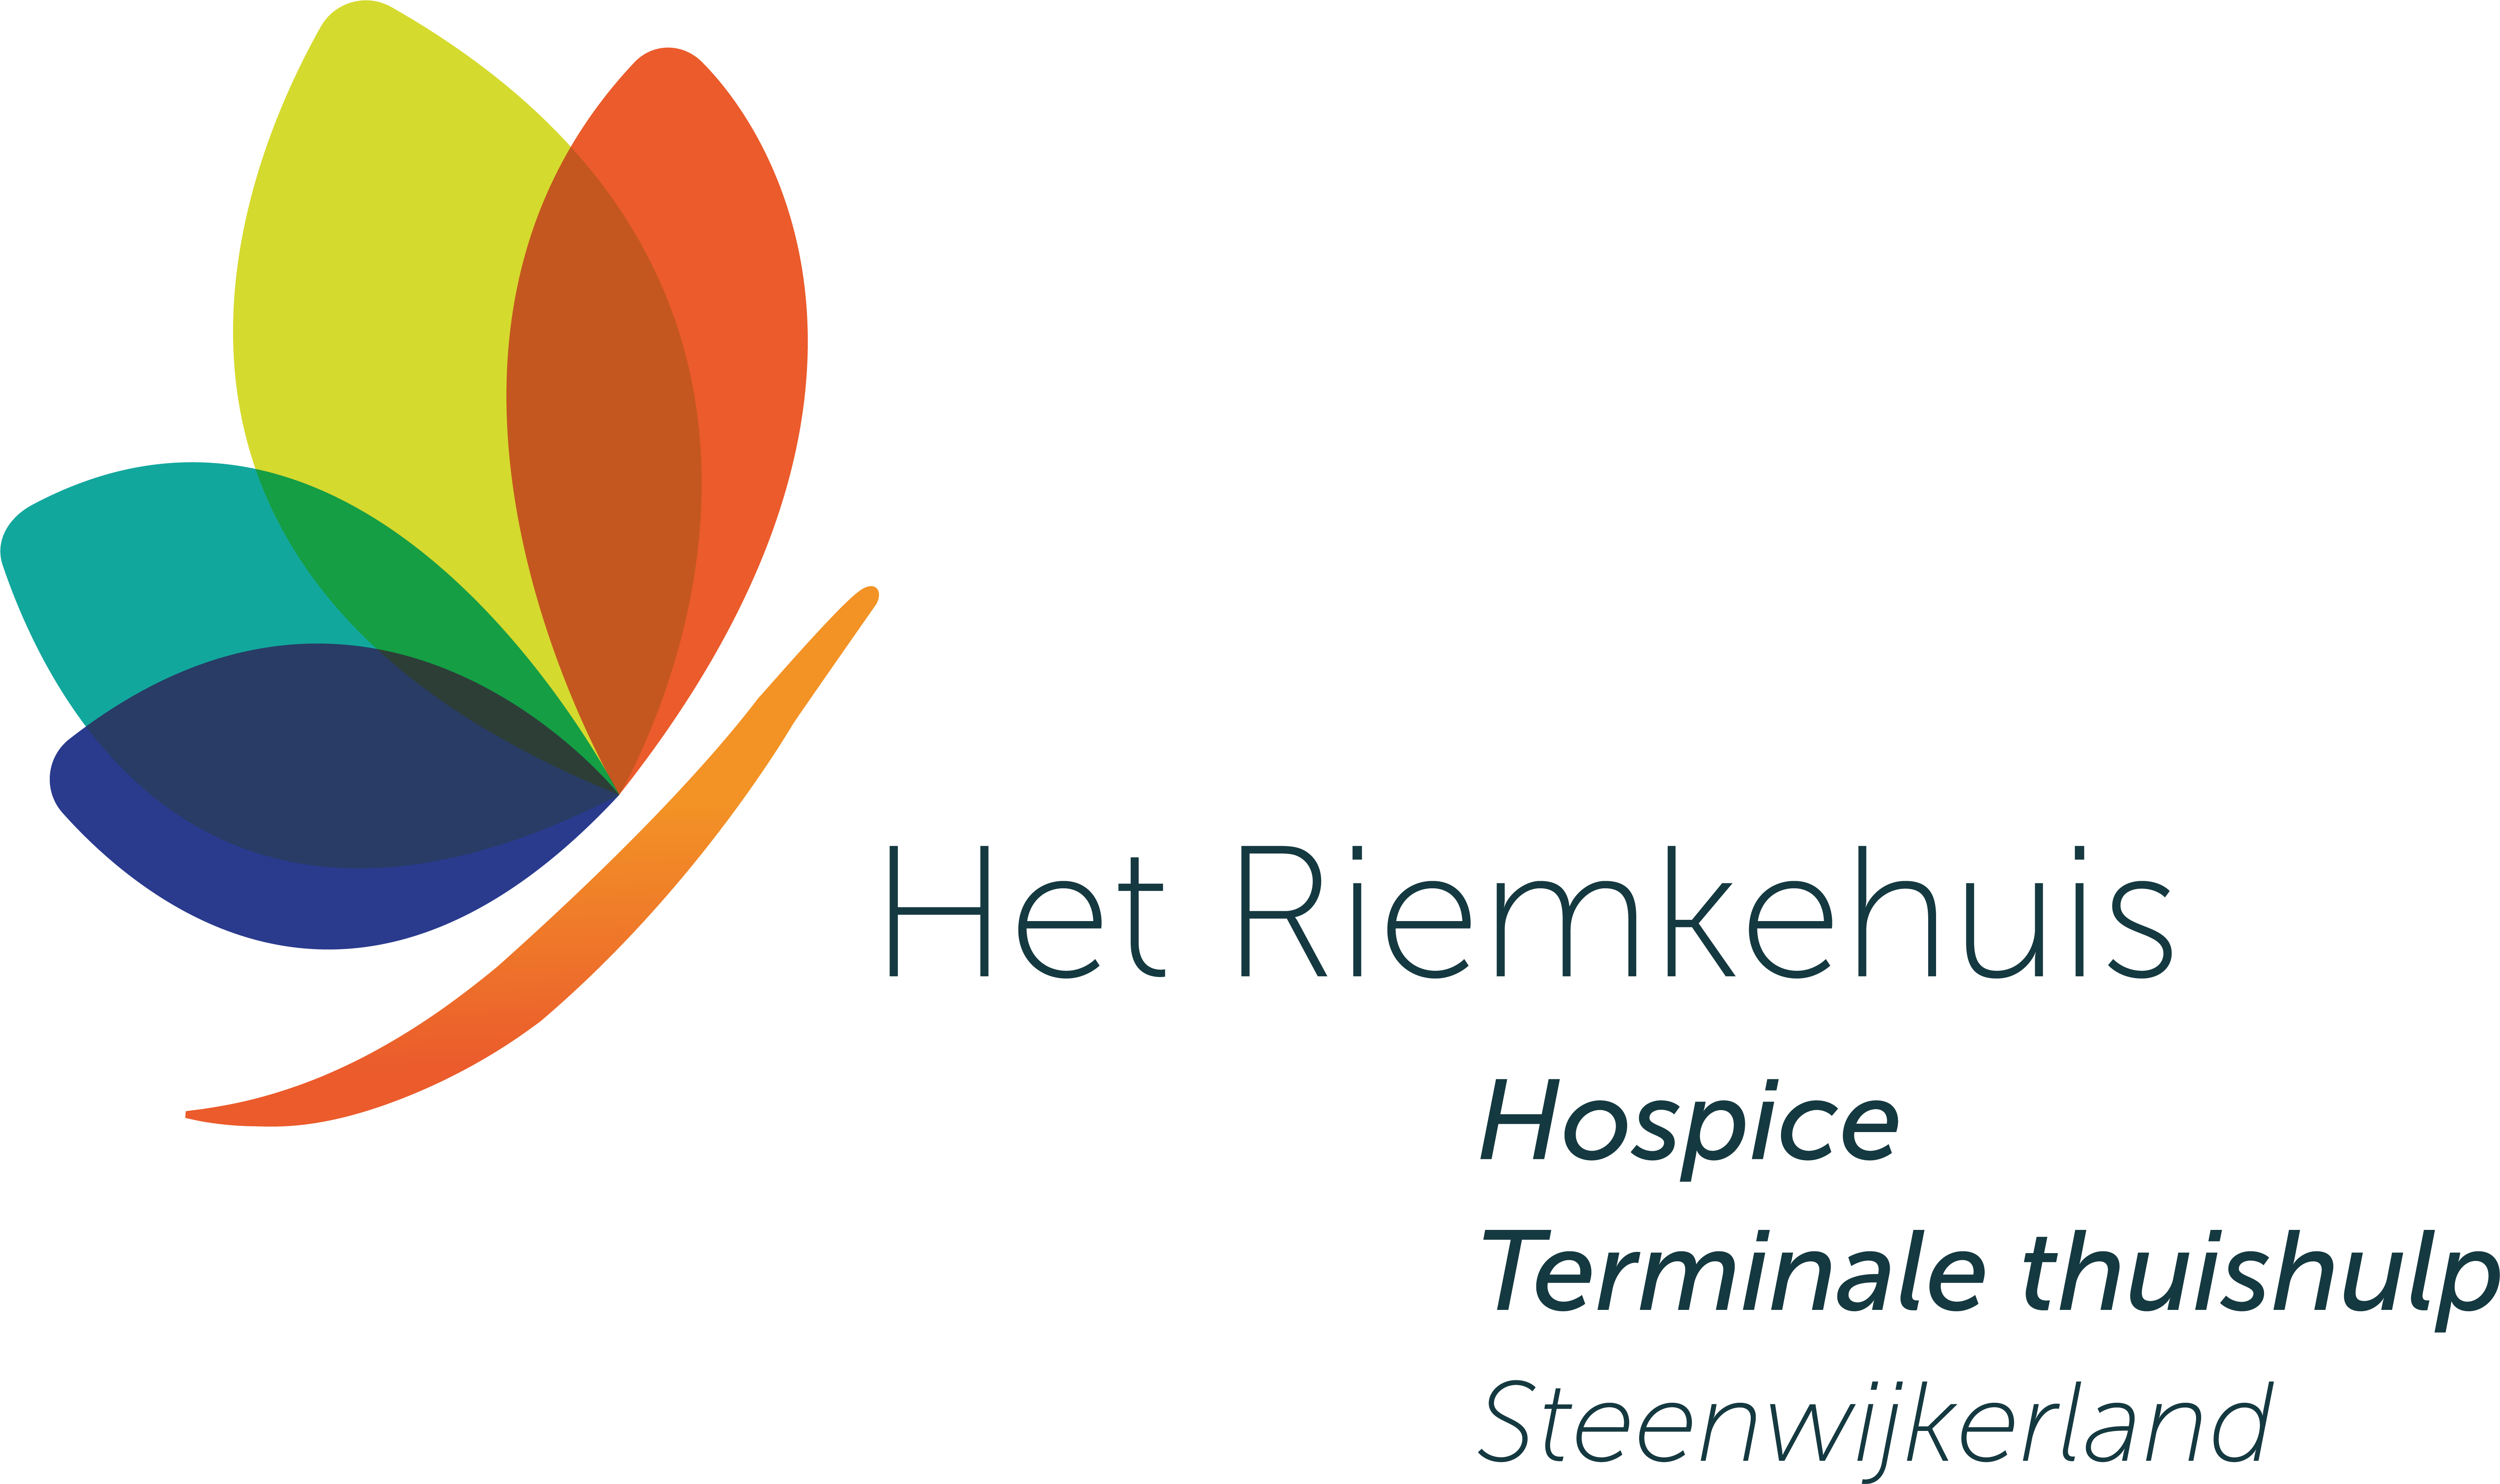 Het Riemkehuis
Hospice
Terminale thuishulp
Steenwijkerland